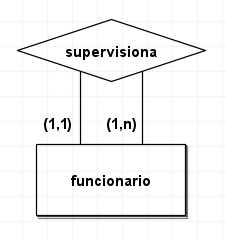 supervisiona
(1,1) (1,n)
funcionario